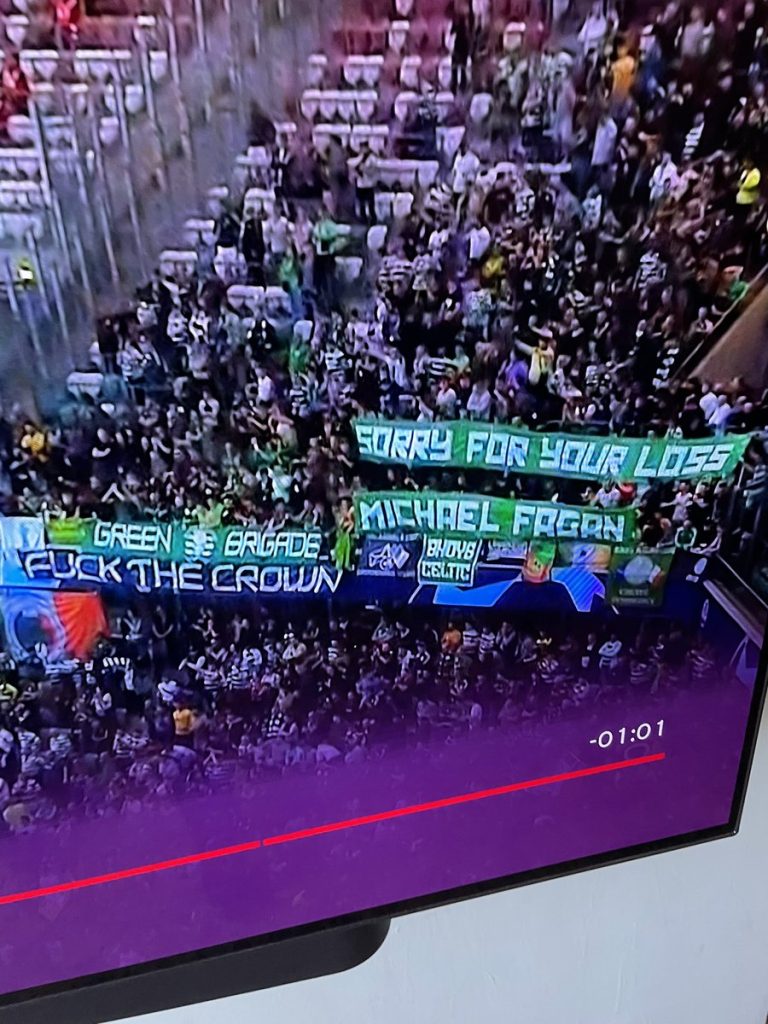 SORRY FOR YOUR LOSS
MICHAEL FAGAN
GREEN BRIGADE
FUCK THE CROWN
BHOYS
CELTIC
-01:01